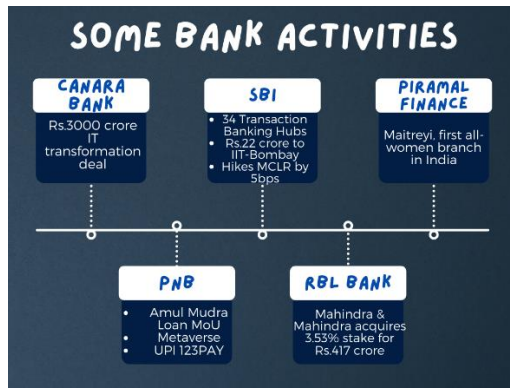 SOME BANK ACTIVITIES
CANARA
BANK
Rs.3000 crore
IT
transformation
deal
SBI
• 34 Transaction
Banking Hubs
• Rs.22 crore to
IIT-Bombay
• Hikes MCLR by
5bps
PIRAMAL
FINANCE
Maitreyi, first all-
women branch
in India
PNB
• Amul Mudra
Loan MoU
• Metaverse
• UPI 123PAY
RBL BANK
Mahindra &
Mahindra acquires
3.53% stake for
Rs.417 crore